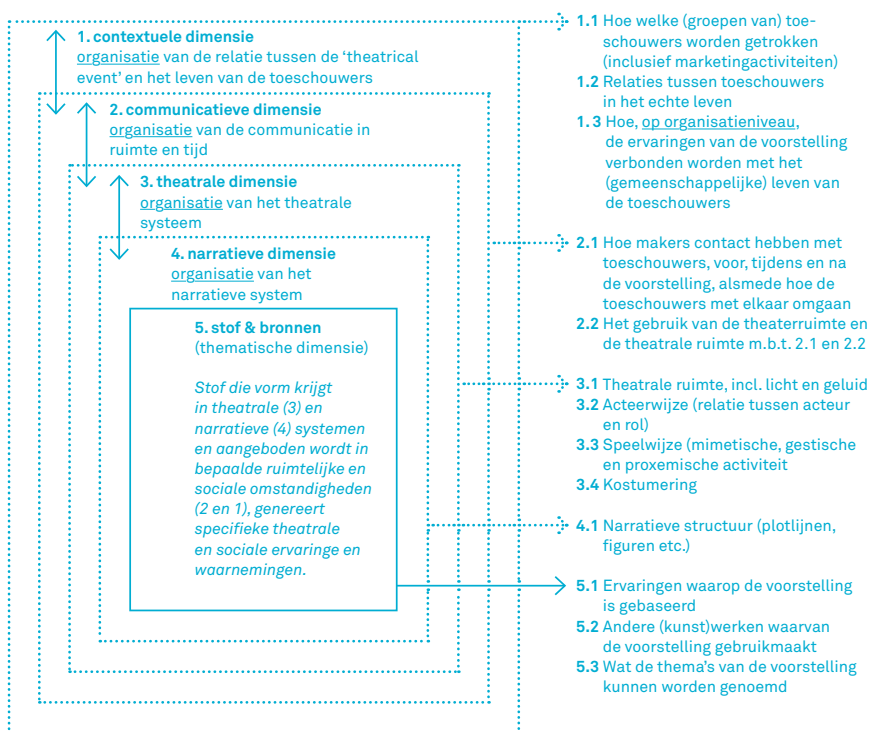 1. contextuele dimensie
organisatie van de relatie tussen de ‘theatrical
event’ en het leven van de toeschouwers
2. communicatieve dimensie
organisatie van de communicatie in
ruimte en tijd
3. theatrale dimensie
organisatie van het theatrale
systeem
4. narratieve dimensie
organisatie van het
narratieve system
5. stof & bronnen
(thematische dimensie)
Stof die vorm krijgt
in theatrale (3) en
narratieve (4) systemen
en aangeboden wordt in
bepaalde ruimtelijke en
sociale omstandigheden
(2 en 1), genereert
specifieke theatrale
en sociale ervaringe en
waarnemingen.
1.1 Hoe welke (groepen van) toe-
schouwers worden getrokken
(inclusief marketingactiviteiten)
1.2 Relaties tussen toeschouwers
in het echte leven
1.3 Hoe, op organisatieniveau,
de ervaringen van de voorstelling
verbonden worden met het
(gemeenschappelijke) leven van
de toeschouwers
2.1 Hoe makers contact hebben met
toeschouwers, voor, tijdens en na
de voorstelling, alsmede hoe de
toeschouwers met elkaar omgaan
2.2 Het gebruik van de theaterruimte en
de theatrale ruimte m.b.t. 2.1 en 2.2
3.1 Theatrale ruimte, incl. licht en geluid
3.2 Acteerwijze (relatie tussen acteur
en rol)
3.3 Speelwijze (mimetische, gestische
en proxemische activiteit
3.4 Kostumering
4.1 Narratieve structuur (plotlijnen,
figuren etc.)
5.1 Ervaringen waarop de voorstelling
is gebaseerd
5.2 Andere (kunst)werken waarvan
de voorstelling gebruikmaakt
5.3 Wat de thema’s van de voorstelling
kunnen worden genoemd